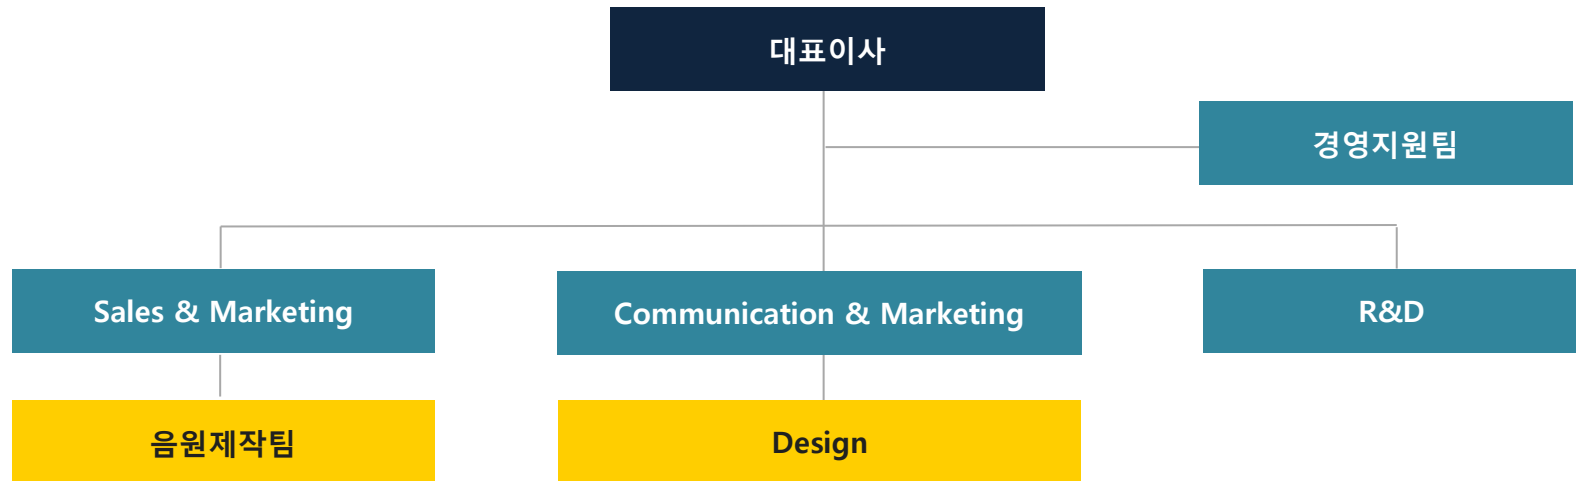 대표이사
경영지원팀
Sales & Marketing
Communication & Marketing
R&D
음원제작팀
Design